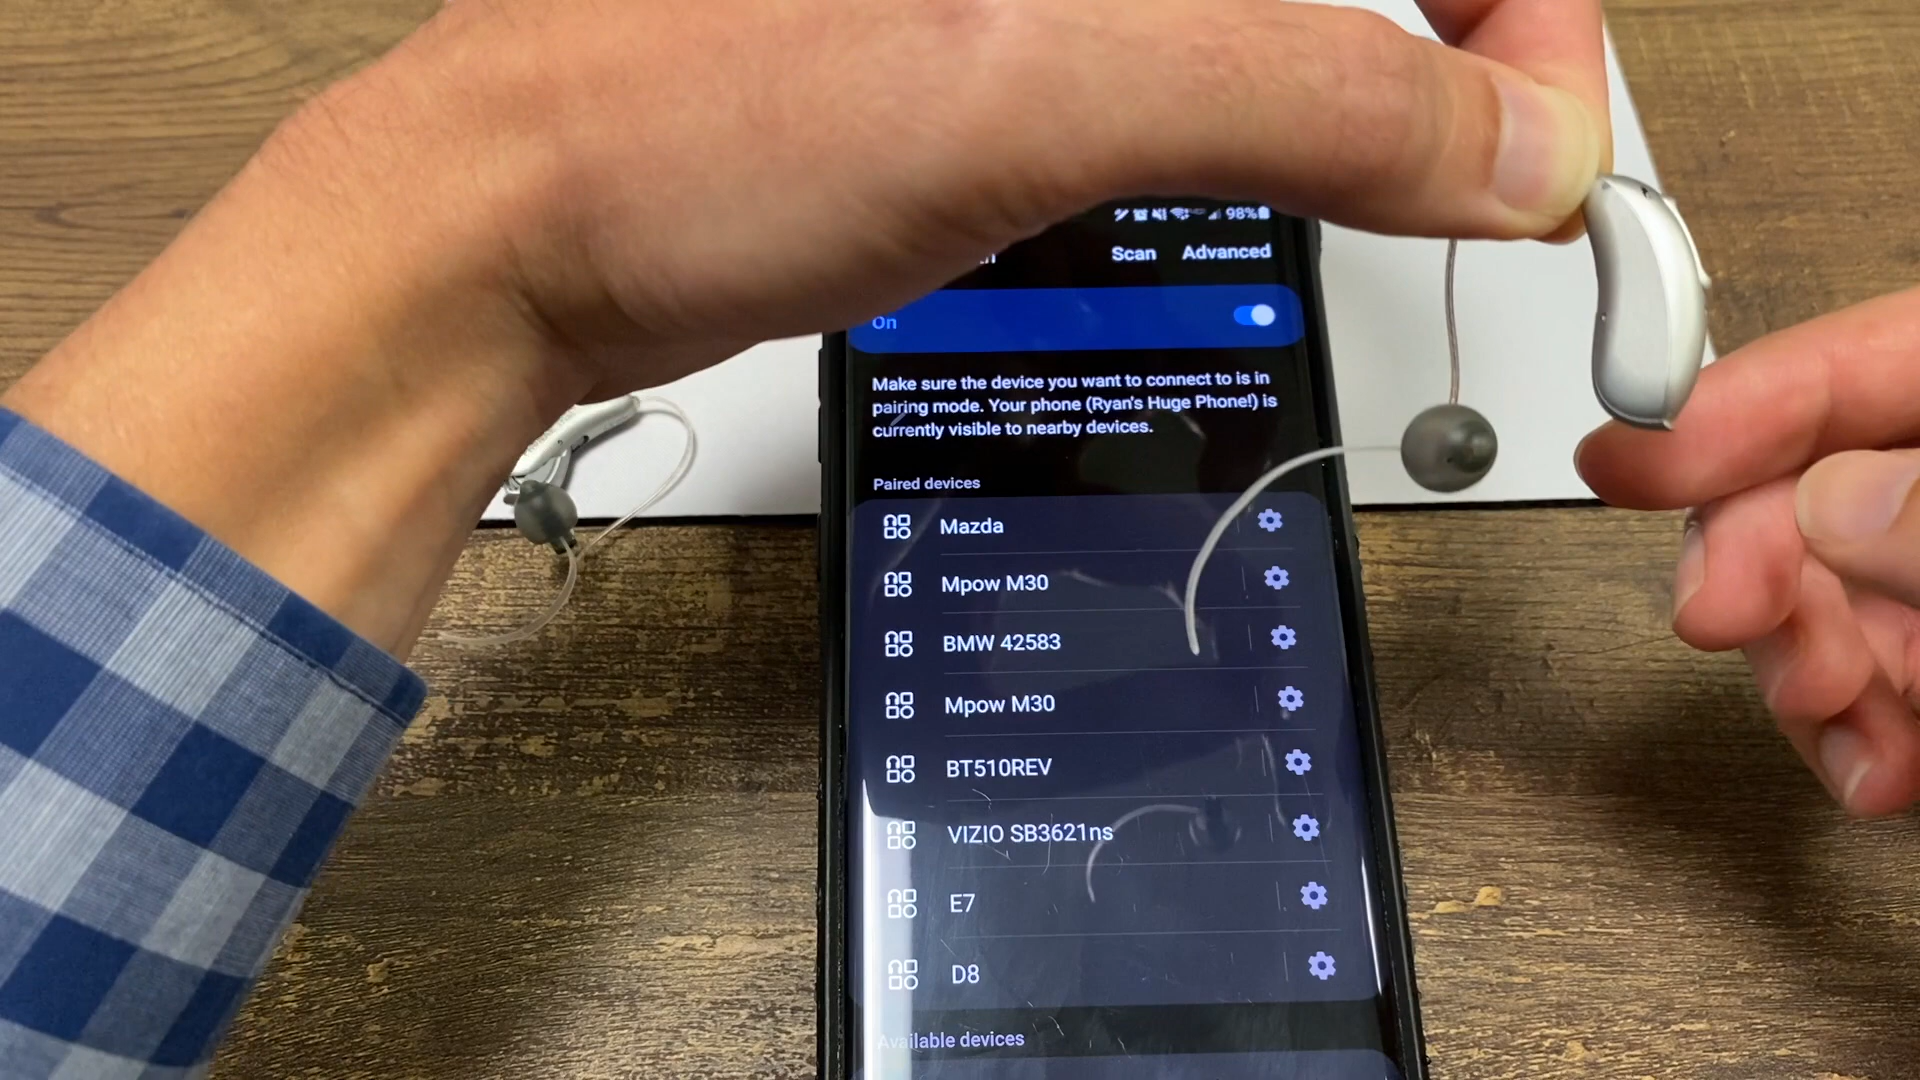 98%
Scan Advanced
On
Make sure the device you want to connect to is in
pairing mode. Your phone (Ryan's Huge Phone!) is
currently visible to nearby devices.
Paired devices
Mazda
Mpow M30
BMW 42583
Mpow M30
BT510REV
VIZIO SB3621ns
E7
D8
Available devices